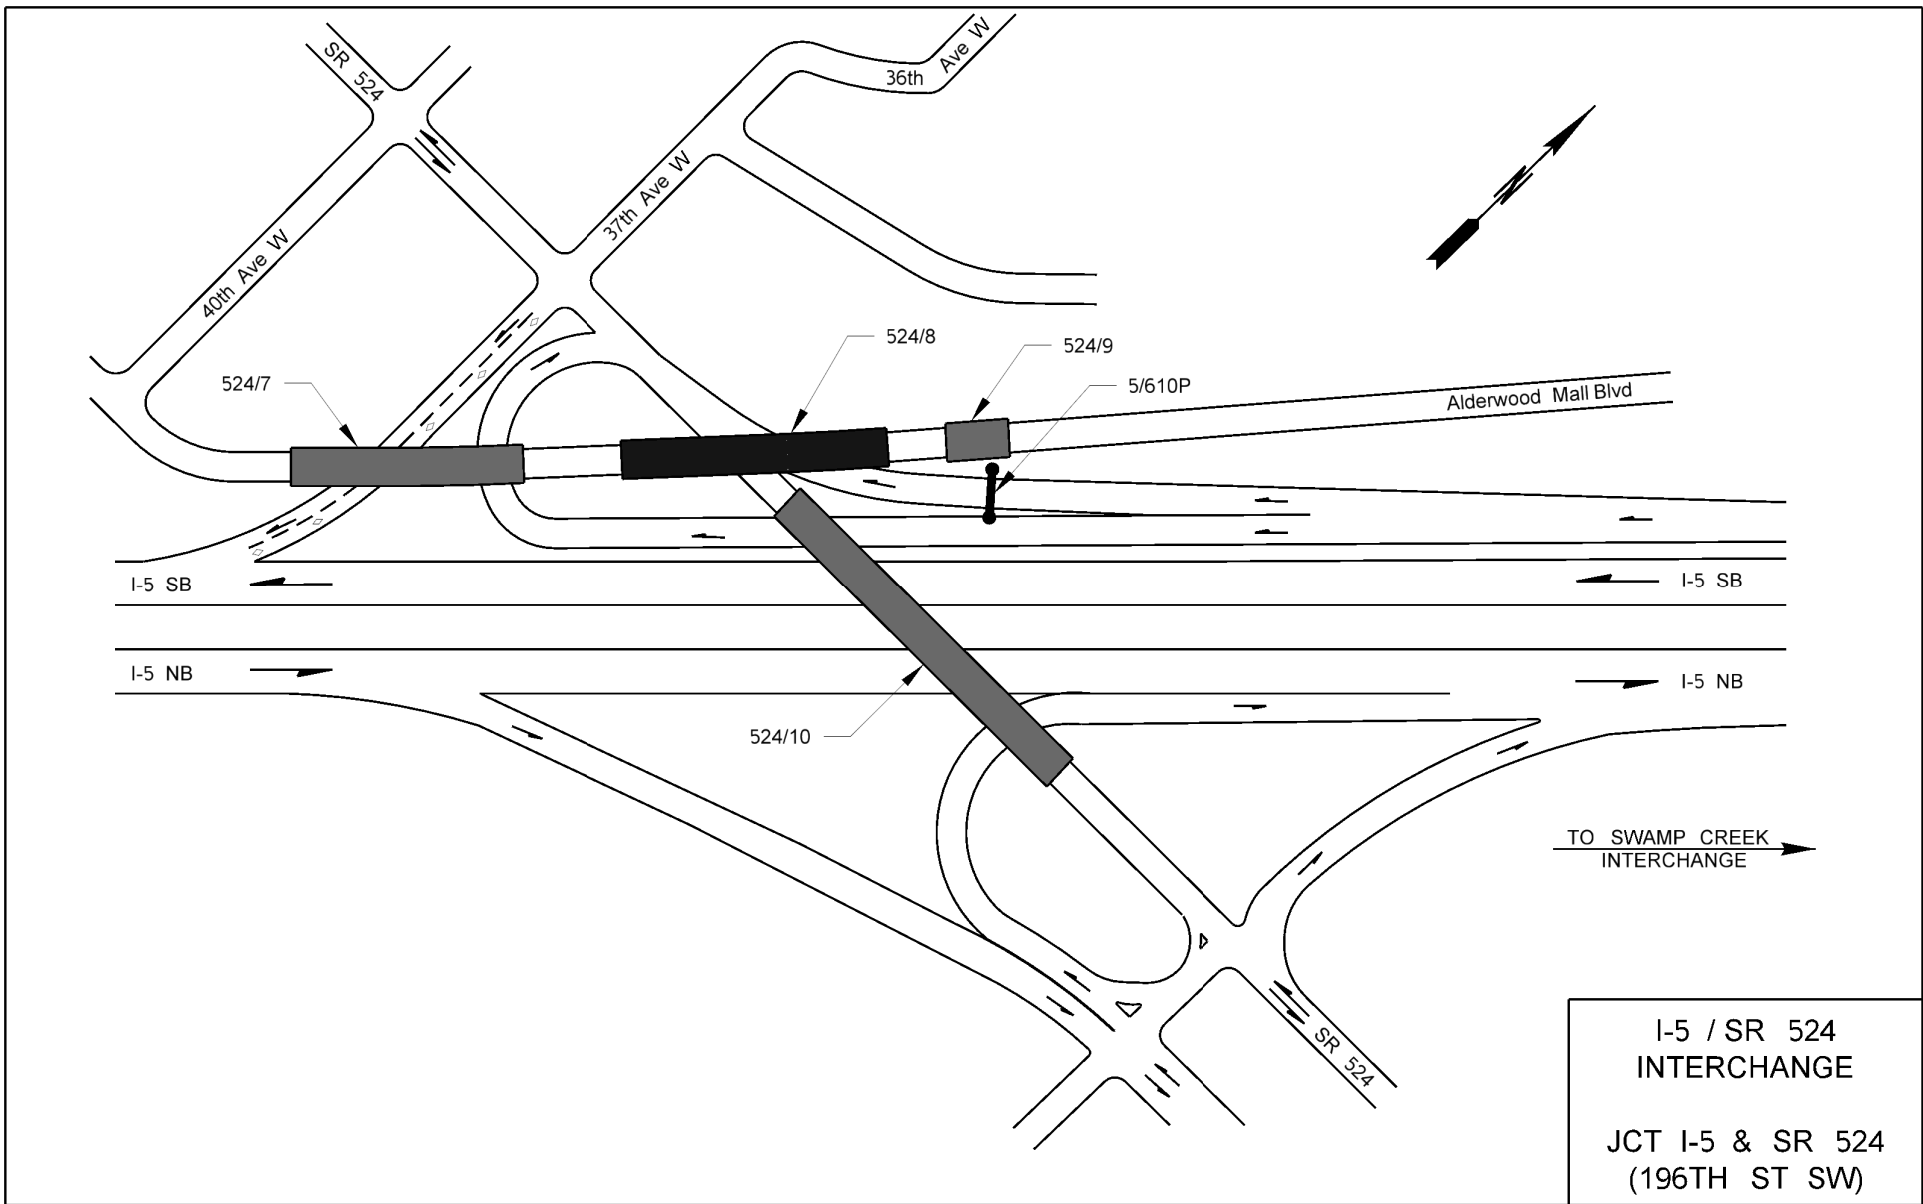 SR 524
36th Ave W
37th Ave W
40th Ave W
N
524/8
524/9
524/7
5/610P
Alderwood Mall Blvd
I-5 SB
I-5 SB
I-5 NB
I-5 NB
524/10
TO SWAMP CREEK
INTERCHANGE
SR 524
I-5 / SR 524
INTERCHANGE
JCT I-5 & SR 524
(196TH ST SW)